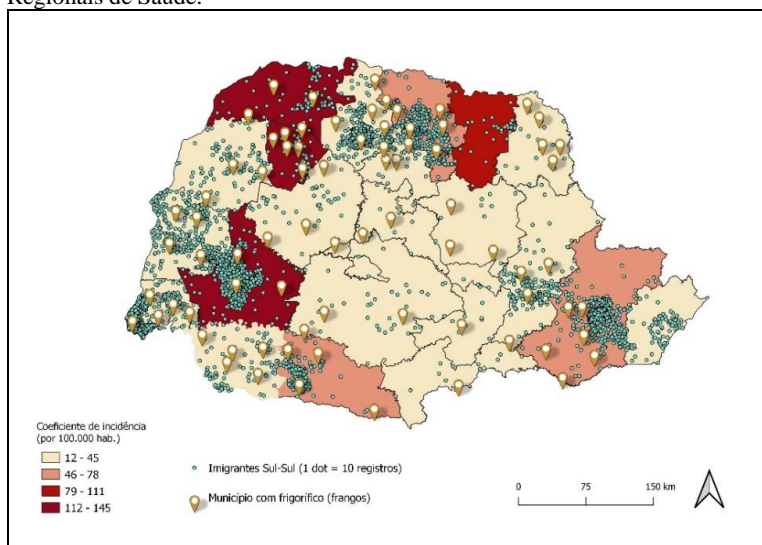 Regionais de Saúde.
Coeficiente de incidência
(por 100.000 hab.)
12 - 45
46 - 78
79 - 111
112 - 145
Imigrantes Sul-Sul (1 dot = 10 registros)
Município com frigorífico (frangos)
0 75 150 km